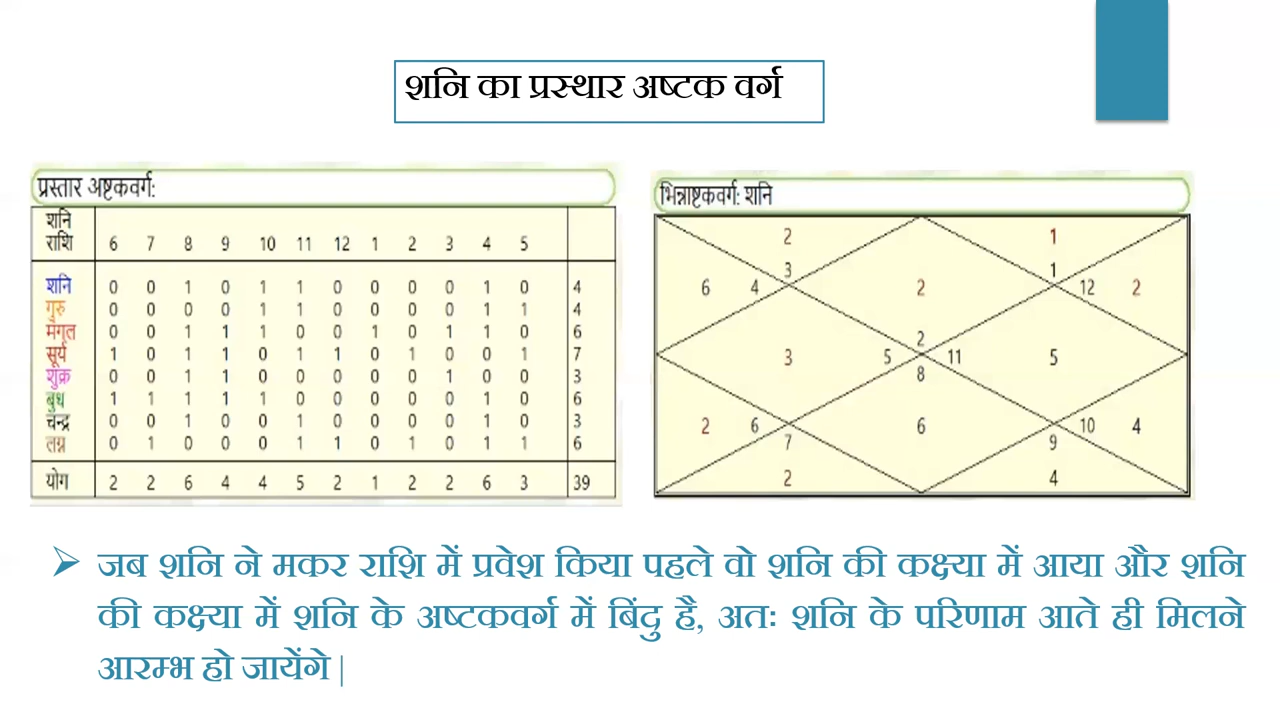 शनि का प्रस्थार अष्टक वर्ग
प्रस्तार अष्टकवर्ग:
शनि
राशि 6 7 8 9 10 11 12 1 2 3 4 5
शनि 0 0 1 0 1 1 0 0 0 0 1 0 4
गुरु 0 0 0 0 1 1 0 0 0 0 1 1 4
मंगल 0 0 1 1 1 0 0 1 0 1 1 0 6
सूर्य 1 0 1 1 0 1 1 0 1 0 0 1 7
शुक्र 0 0 1 1 0 0 0 0 0 1 0 0 3
बुध 1 1 1 1 1 0 0 0 0 0 1 0 6
चन्द्र 0 0 1 0 0 1 0 0 0 0 1 0 3
लग्न 0 1 0 0 0 1 1 0 1 0 1 1 6
योग 2 2 6 4 4 5 2 1 2 2 6 3 39
भिन्नाष्टकवर्ग: शनि
2 1
3 1
6 4 2 12 2
2
3 5 11 5
8
2 6 6 10 4
7 9
2 4
जब शनि ने मकर राशि में प्रवेश किया पहले वो शनि की कक्ष्या में आया और शनि
की कक्ष्या में शनि के अष्टकवर्ग में बिंदु है, अतः शनि के परिणाम आते ही मिलने
आरम्भ हो जायेंगे |